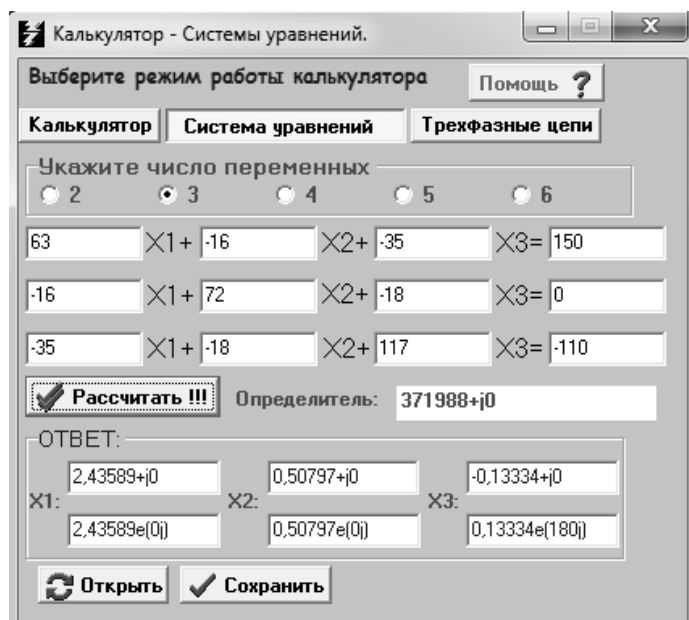 Калькулятор - Системы уравнений.
Выберите режим работы калькулятора Помощь ?
Калькулятор Система уравнений Трехфазные цепи
Укажите число переменных
2 3 4 5 6
63 X1+ -16 X2+ -35 X3= 150
-16 X1+ 72 X2+ -18 X3= 0
-35 X1+ -18 X2+ 117 X3= -110
Рассчитать !!! Определитель: 371988+j0
ОТВЕТ:
X1: 2,43589+j0 X2: 0,50797+j0 X3: -0,13334+j0
2,43589e(0j) 0,50797e(0j) 0,13334e(180j)
Открыть Сохранить